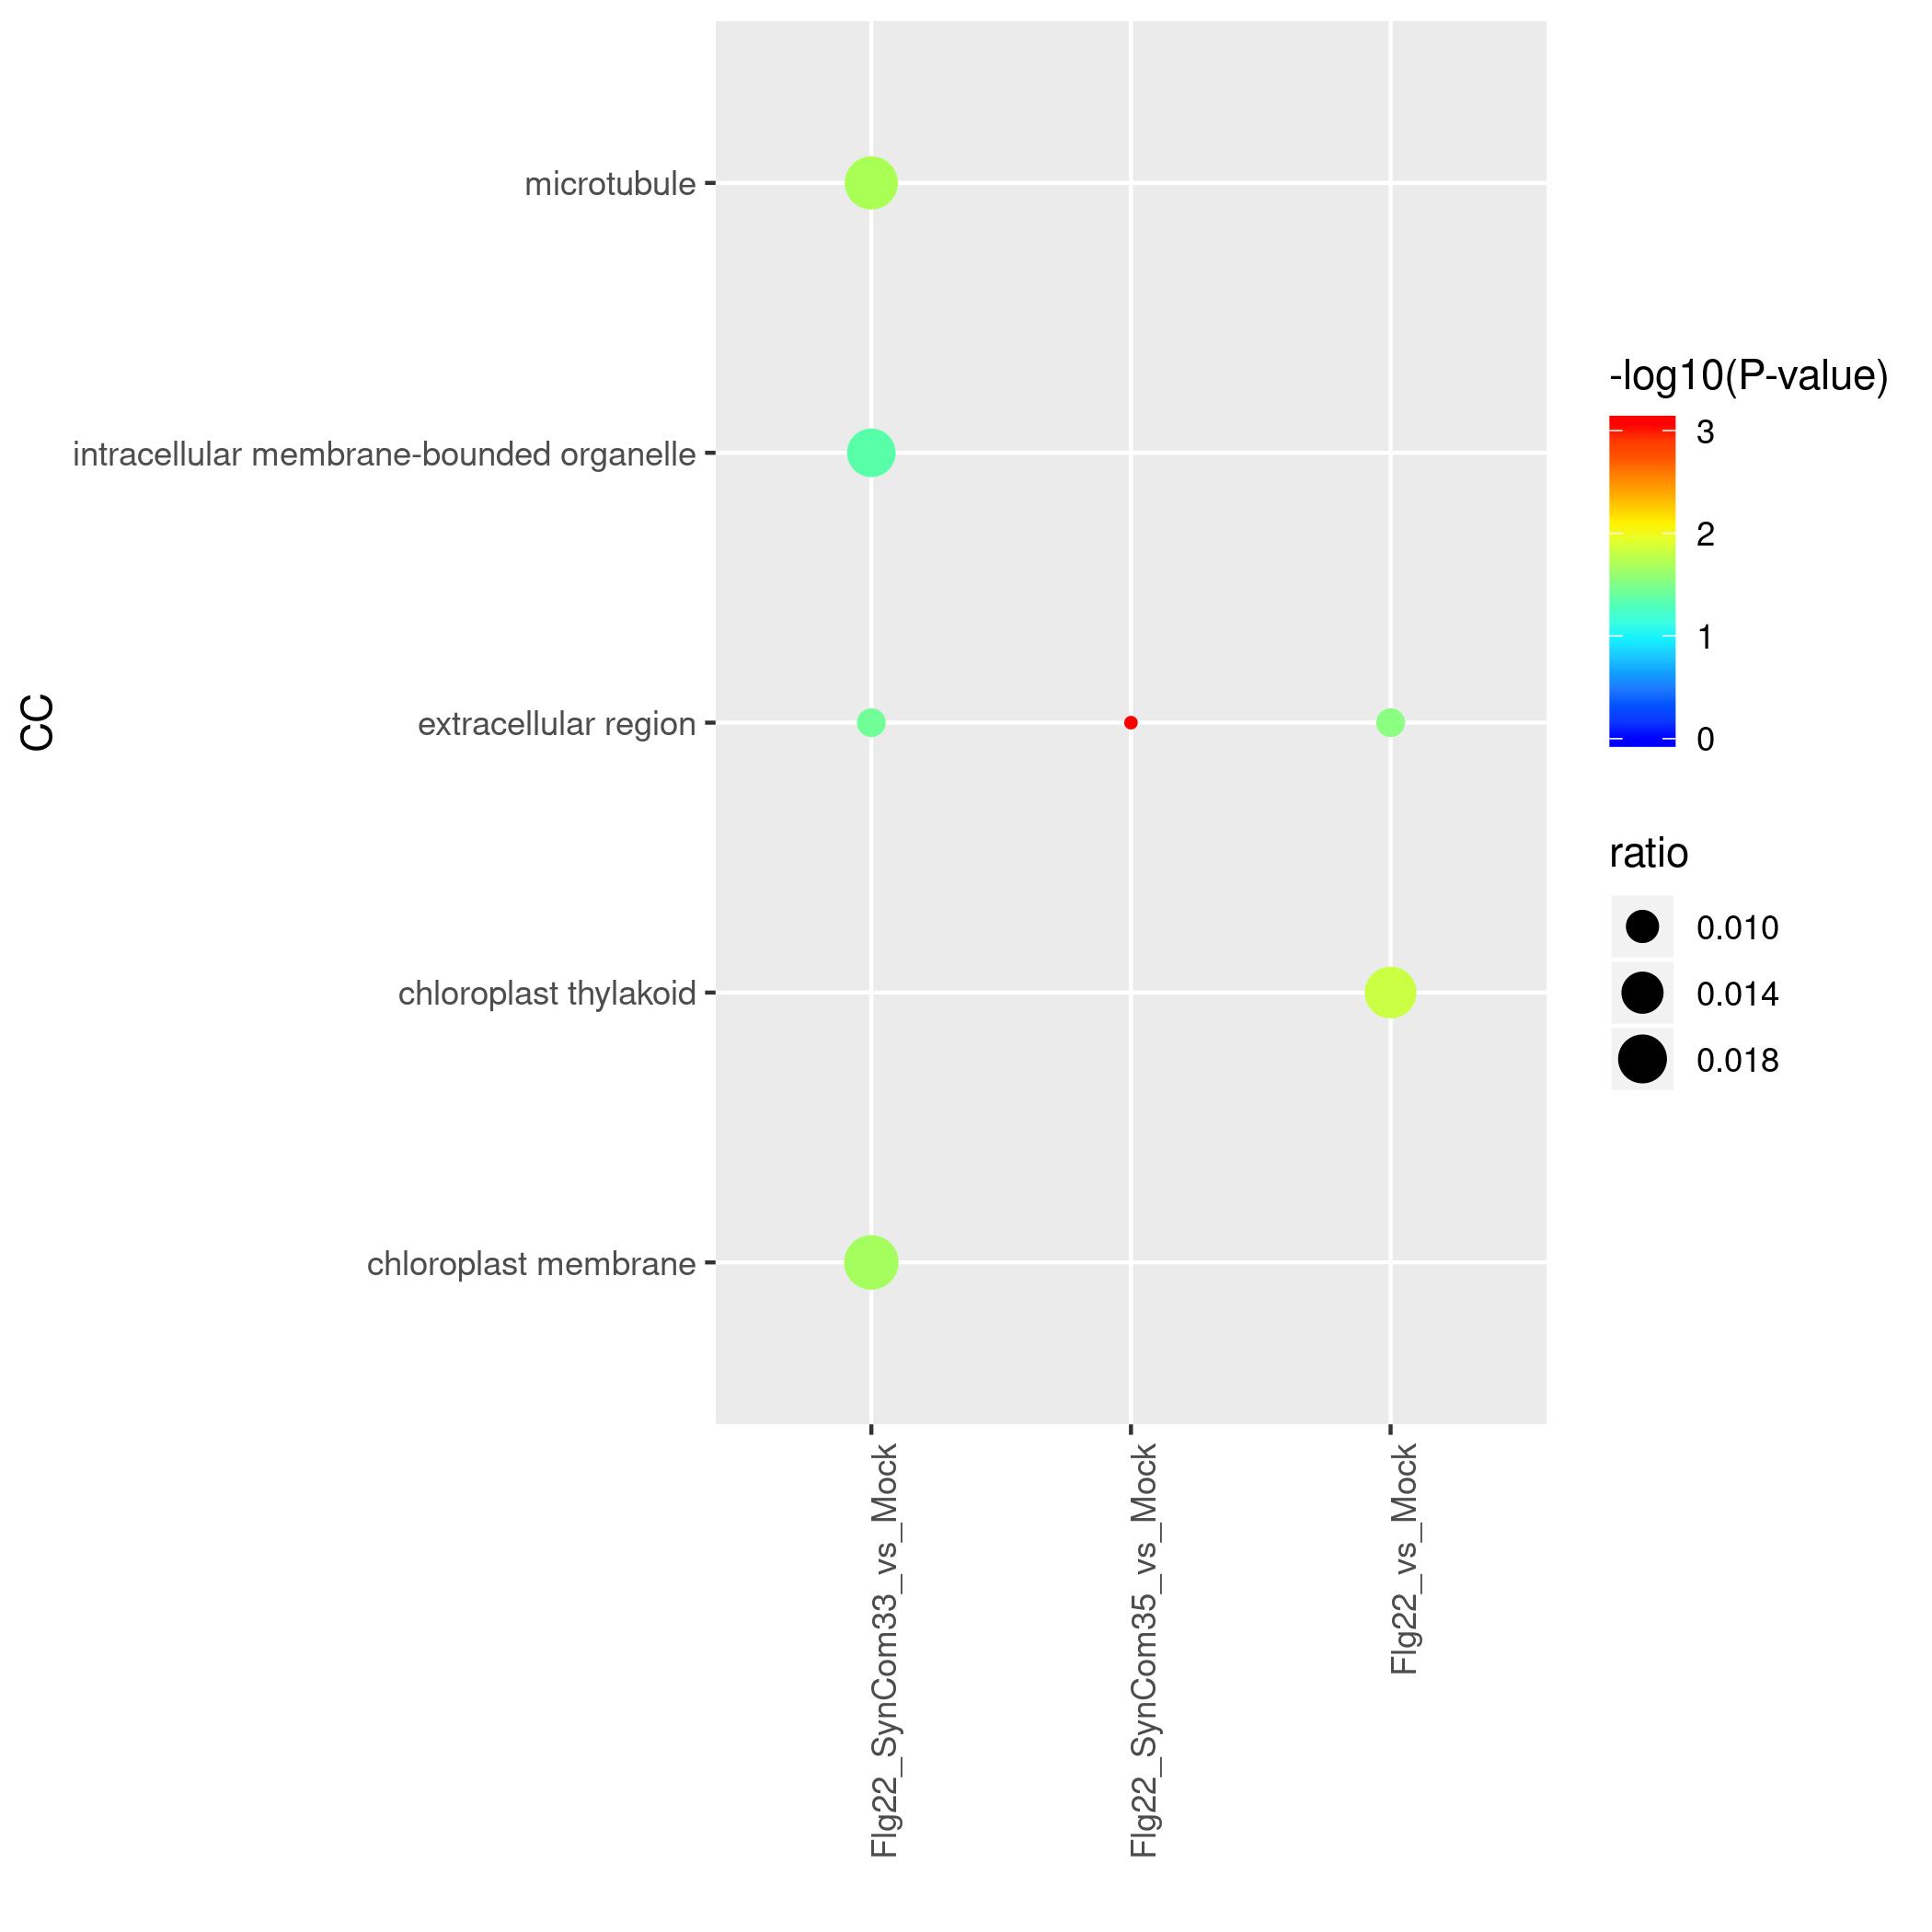 CC
microtubule
intracellular membrane-bounded organelle
extracellular region
chloroplast thylakoid
chloroplast membrane
Flg22_SynCom33_vs_Mock
Flg22_SynCom35_vs_Mock
Flg22_vs_Mock
-log10(P-value)
3
2
1
0
ratio
0.010
0.014
0.018